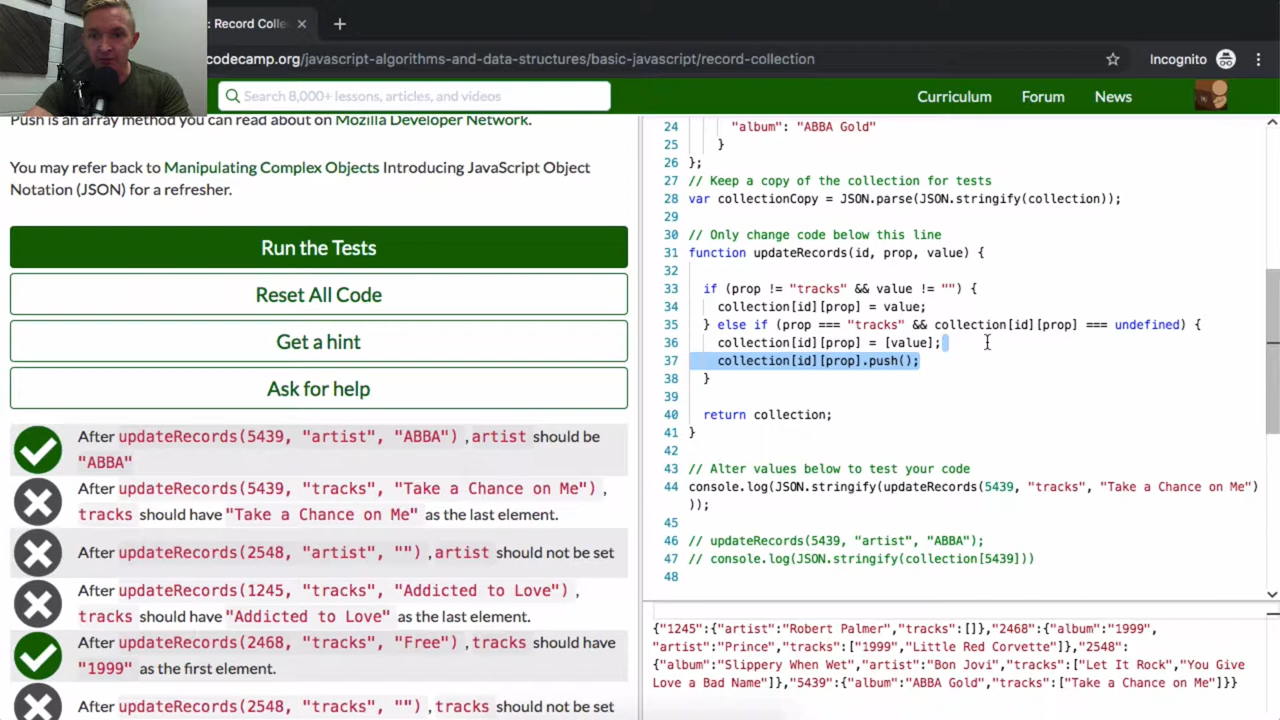 : Record Colle
codecamp.org/javascript-algorithms-and-data-structures/basic-javascript/record-collection
Incognito
Search 8,000+ lessons, articles, and videos
Curriculum
Forum
News
Push is an array method you can read about on Mozilla Developer Network.
You may refer back to Manipulating Complex Objects Introducing JavaScript Object
Notation (JSON) for a refresher.
Run the Tests
Reset All Code
Get a hint
Ask for help
After updateRecords(5439, "artist", "ABBA") , artist should be
"ABBA"
After updateRecords(5439, "tracks", "Take a Chance on Me") ,
tracks should have "Take a Chance on Me" as the last element.
After updateRecords(2548, "artist", "") , artist should not be set
After updateRecords(1245, "tracks", "Addicted to Love") ,
tracks should have "Addicted to Love" as the last element.
After updateRecords(2468, "tracks", "Free") , tracks should have
"1999" as the first element.
After updateRecords(2548, "tracks", "") , tracks should not be set
24 "album": "ABBA Gold"
25 }
26 };
27 // Keep a copy of the collection for tests
28 var collectionCopy = JSON.parse(JSON.stringify(collection));
29
30 // Only change code below this line
31 function updateRecords(id, prop, value) {
32
33 if (prop != "tracks" && value != "") {
34 collection[id][prop] = value;
35 } else if (prop === "tracks" && collection[id][prop] === undefined) {
36 collection[id][prop] = [value];
37 collection[id][prop].push();
38 }
39
40 return collection;
41 }
42
43 // Alter values below to test your code
44 console.log(JSON.stringify(updateRecords(5439, "tracks", "Take a Chance on Me")
));
45
46 // updateRecords(5439, "artist", "ABBA");
47 // console.log(JSON.stringify(collection[5439]))
48
{"1245":{"artist":"Robert Palmer","tracks":[]},"2468":{"album":"1999",
"artist":"Prince","tracks":["1999","Little Red Corvette"]},"2548":
{"album":"Slippery When Wet","artist":"Bon Jovi","tracks":["Let It Rock","You Give
Love a Bad Name"]},"5439":{"album":"ABBA Gold","tracks":["Take a Chance on Me"]}}